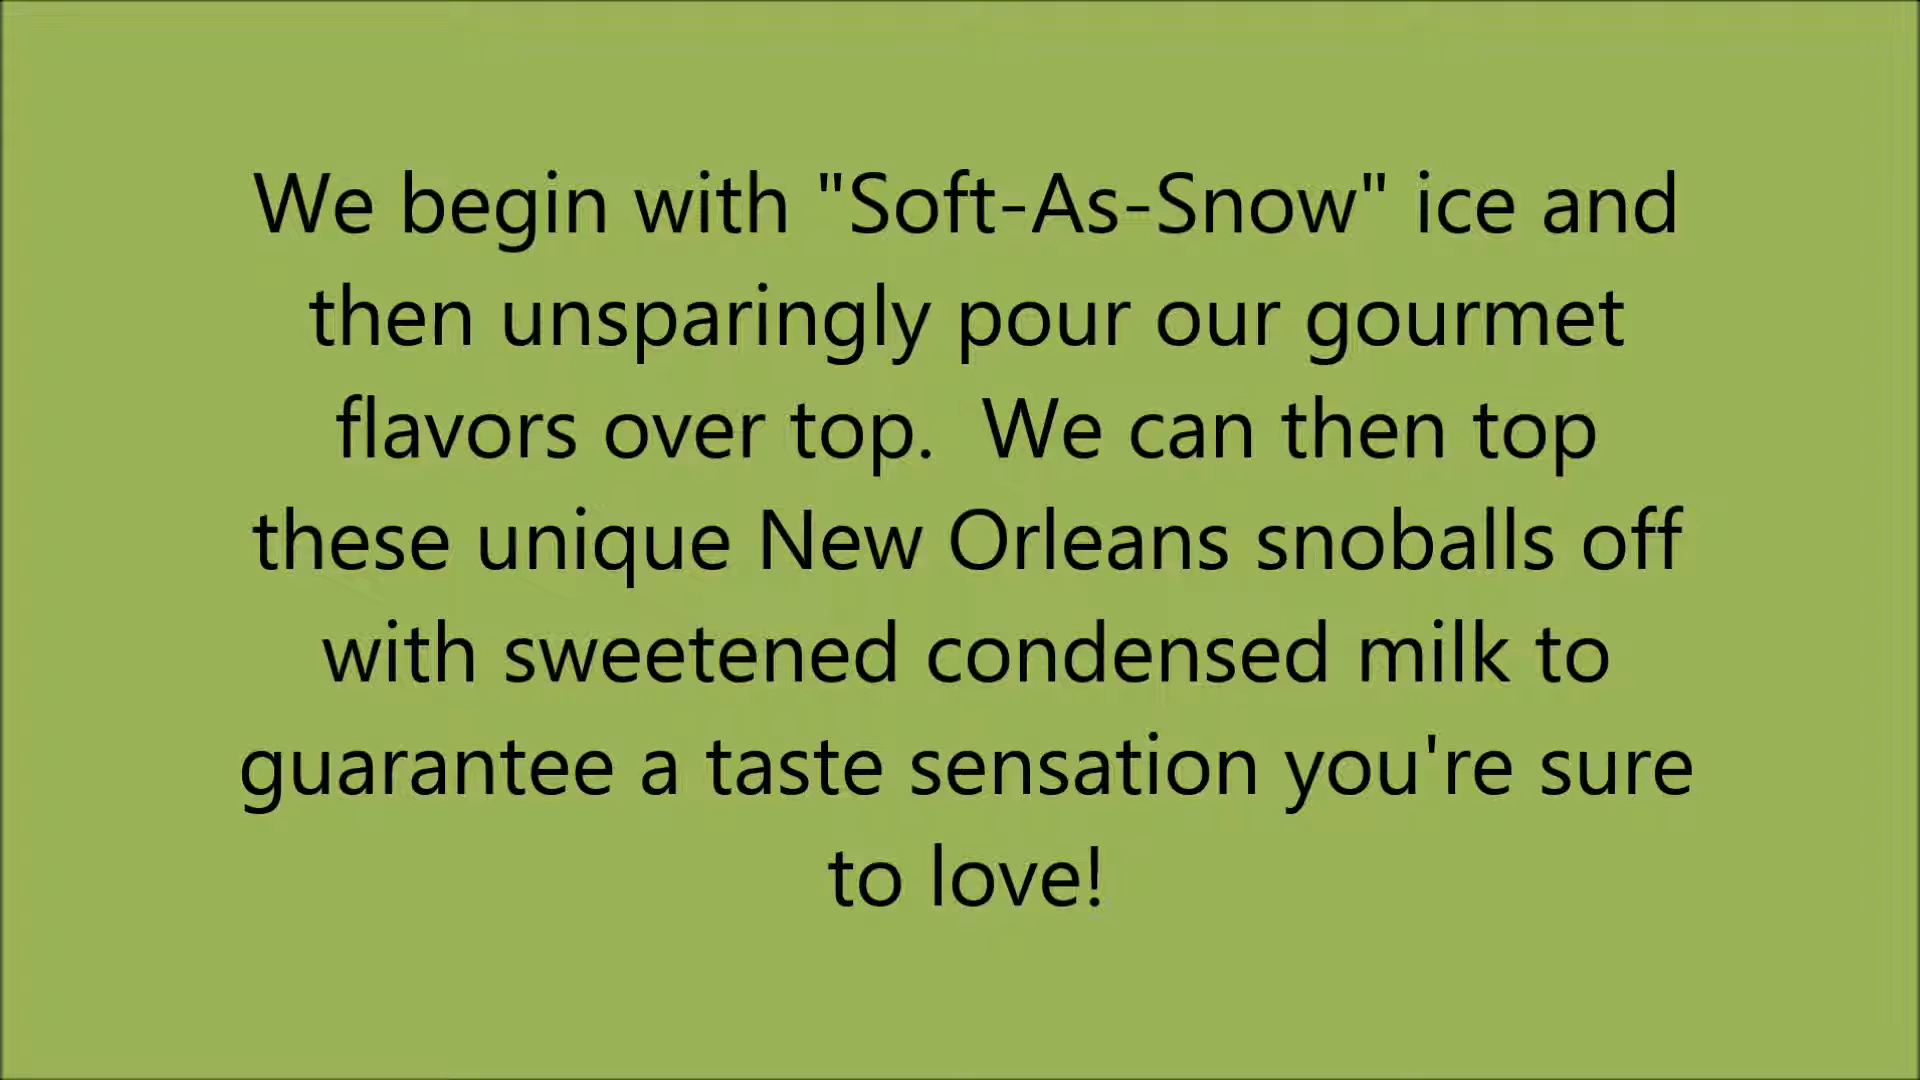 We begin with "Soft-As-Snow" ice and
then unsparingly pour our gourmet
flavors over top.  We can then top
these unique New Orleans snoballs off
with sweetened condensed milk to
guarantee a taste sensation you're sure
to love!